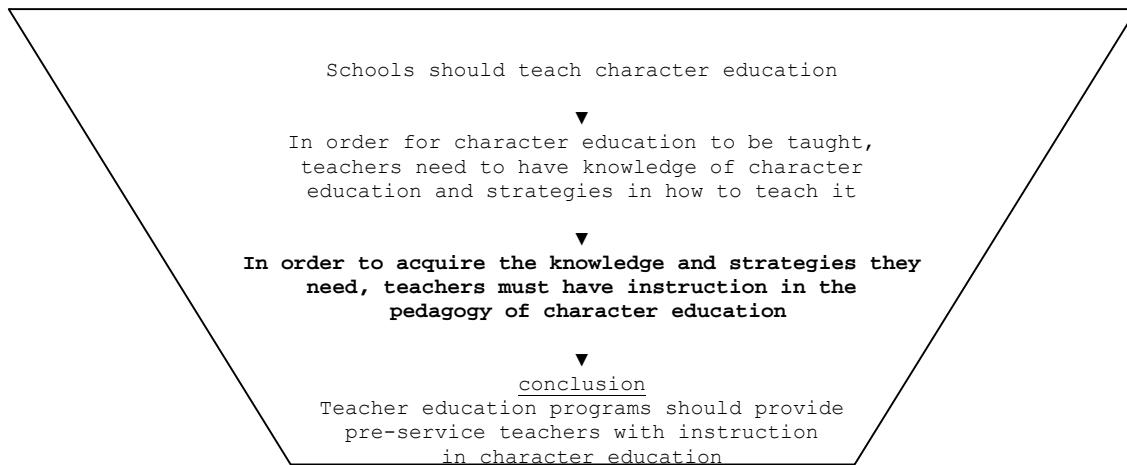 Schools should teach character education
▼
In order for character education to be taught,
teachers need to have knowledge of character
education and strategies in how to teach it
▼
In order to acquire the knowledge and strategies they
need, teachers must have instruction in the
pedagogy of character education
▼
conclusion
Teacher education programs should provide
pre-service teachers with instruction
in character education